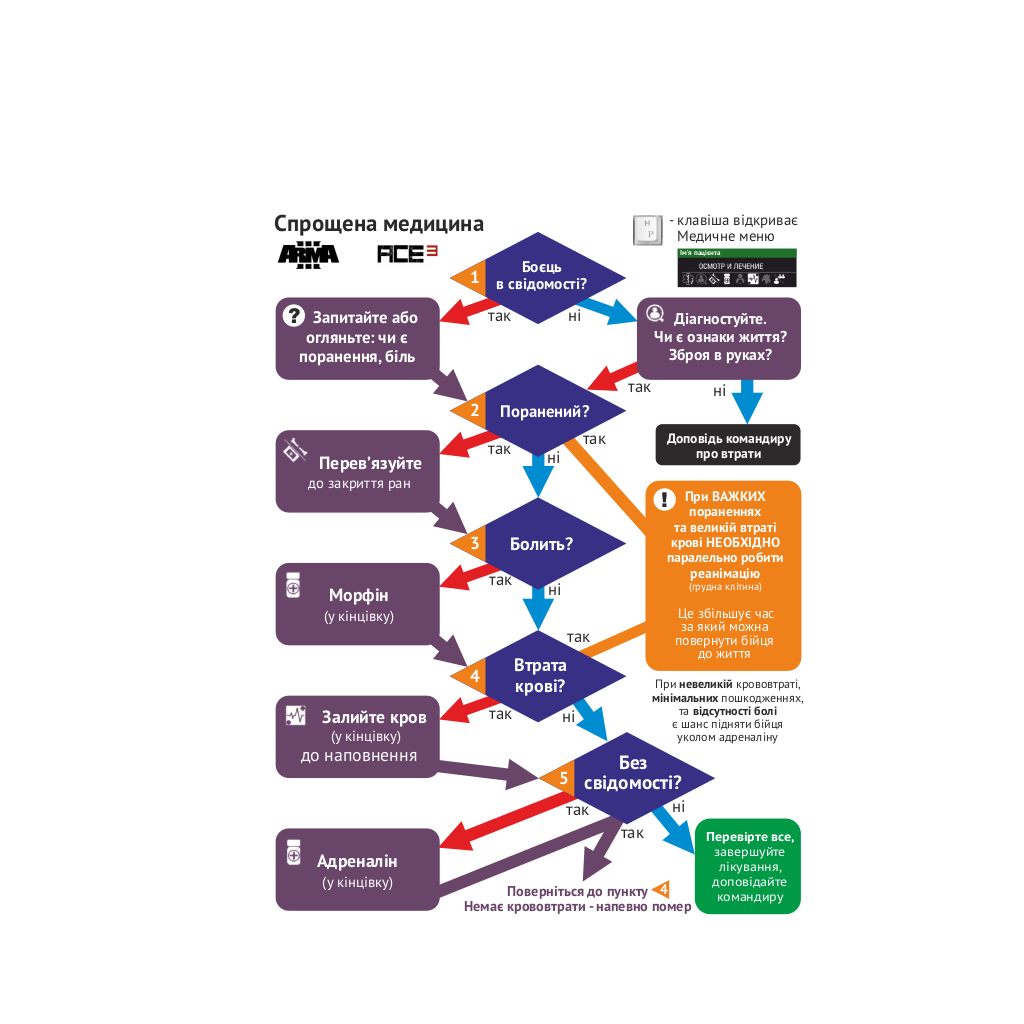 Спрощена медицина
ARMA III
ACE3
Н
Р
- клавіша відкриває
Медичне меню
Ім'я пацієнта
ОСМОТР И ЛЕЧЕНИЕ
1
Боєць
в свідомості?
так
ні
?
Запитайте або
огляньте: чи є
поранення, біль
Діагностуйте.
Чи є ознаки життя?
Зброя в руках?
так
ні
Доповідь командиру
про втрати
2
Поранений?
так
ні
так
Перев’язуйте
до закриття ран
!
При ВАЖКИХ
пораненнях
та великій втраті
крові НЕОБХІДНО
паралельно робити
реанімацію
(грудна клітина)
Це збільшує час
за який можна
повернути бійця
до життя
3
Болить?
так
ні
Морфін
(у кінцівку)
4
Втрата
крові?
так
так
ні
При невеликій крововтраті,
мінімальних пошкодженнях,
та відсутності болі
є шанс підняти бійця
уколом адреналіну
Залийте кров
(у кінцівку)
до наповнення
5
Без
свідомості?
так
так
ні
Адреналін
(у кінцівку)
Поверніться до пункту 4
Немає крововтрати - напевно помер
Перевірте все,
завершуйте
лікування,
доповідайте
командиру